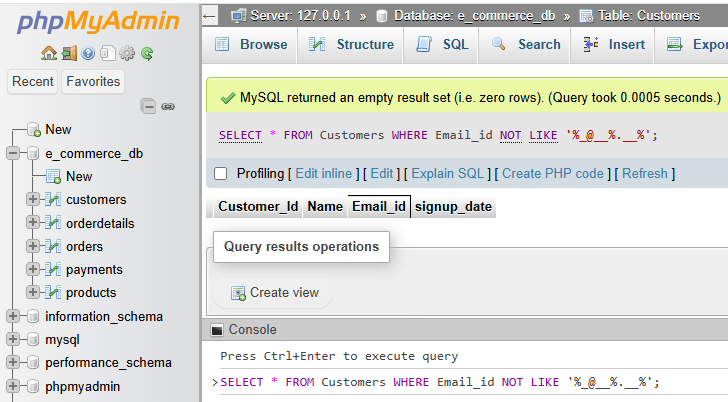 phpMyAdmin
Recent Favorites
New
e_commerce_db
New
customers
orderdetails
orders
payments
products
information_schema
mysql
performance_schema
phpmyadmin
Server: 127.0.0.1 » Database: e_commerce_db » Table: Customers
Browse Structure SQL Search Insert Expor
MySQL returned an empty result set (i.e. zero rows). (Query took 0.0005 seconds.)
SELECT * FROM Customers WHERE Email_id NOT LIKE '%_@__%.__%';
Profiling [ Edit inline ] [ Edit ] [ Explain SQL ] [ Create PHP code ] [ Refresh ]
Customer_Id Name Email_id signup_date
Query results operations
Create view
Console
Press Ctrl+Enter to execute query
>SELECT * FROM Customers WHERE Email_id NOT LIKE '%_@__%.__%';